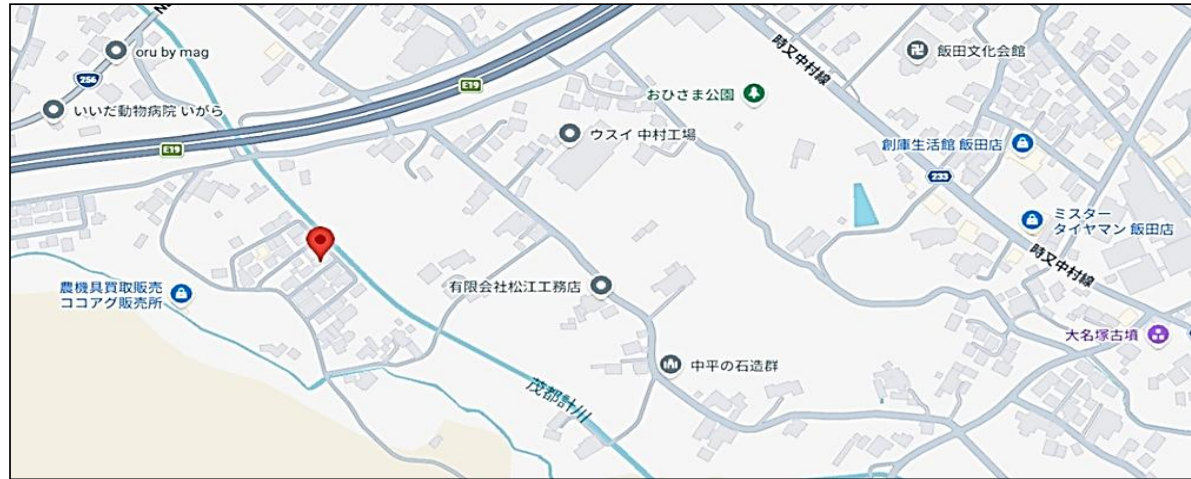 oru by mag
256
いいだ動物病院 いがら
E19
E19
時又中村線
飯田文化会館
おひさま公園
ウスイ 中村工場
創庫生活館 飯田店
233
ミスター
タイヤマン 飯田店
時又中村線
農機具買取販売
ココアグ販売所
有限会社松江工務店
大名塚古墳
中平の石造群
茂都計川